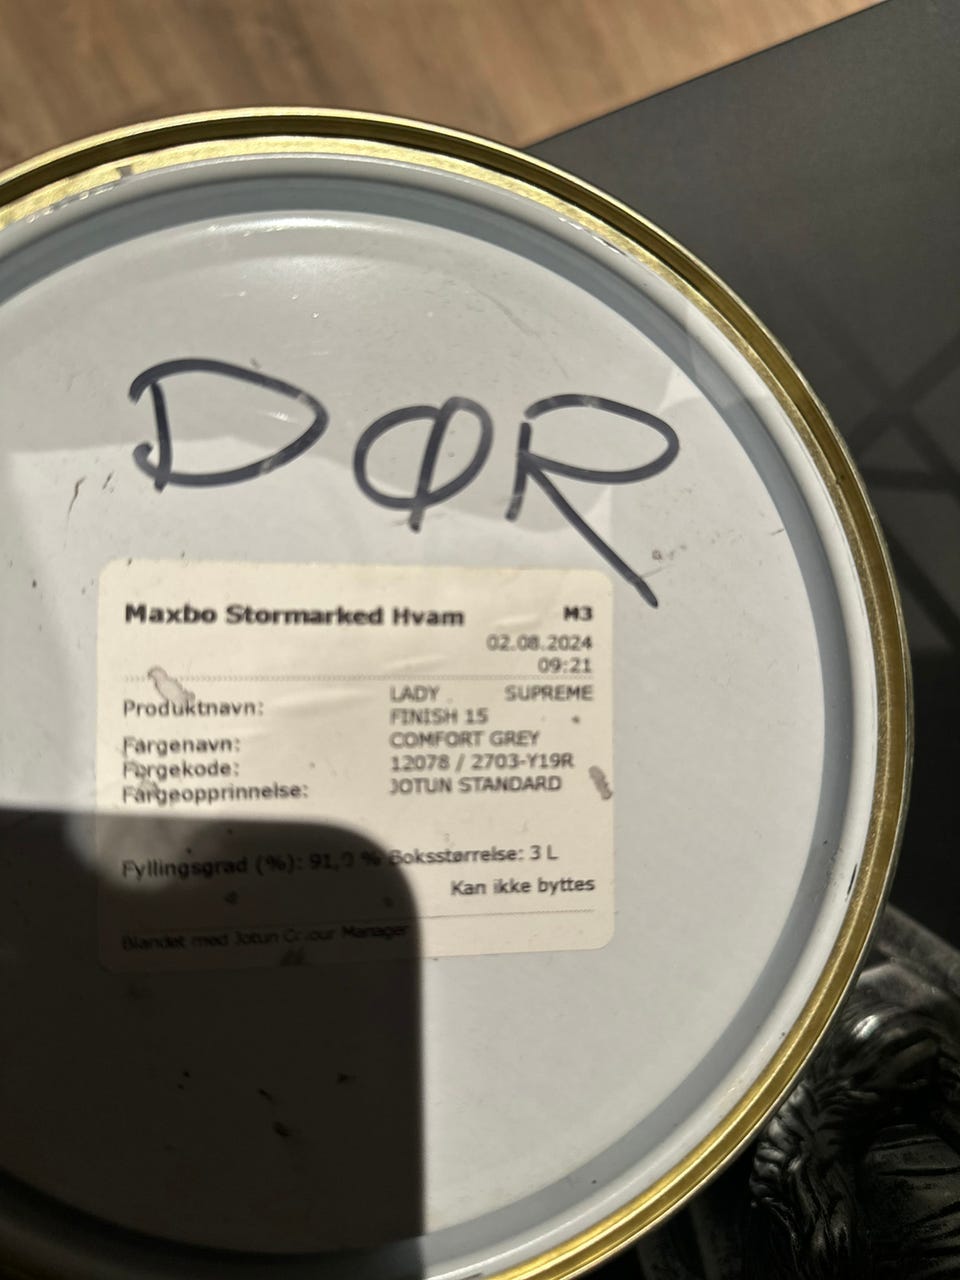 DØR
Maxbo Stormarked Hvam M3
02.08.2024
09:21
Produktnavn: LADY SUPREME
FINISH 15
Fargenavn: COMFORT GREY
Fargekode: 12078 / 2703-Y19R
Fargeopprinnelse: JOTUN STANDARD
Fyllingsgrad (%): % Boksstørrelse: 3 L
Kan ikke byttes
Blandet med Jotun Colour Manager